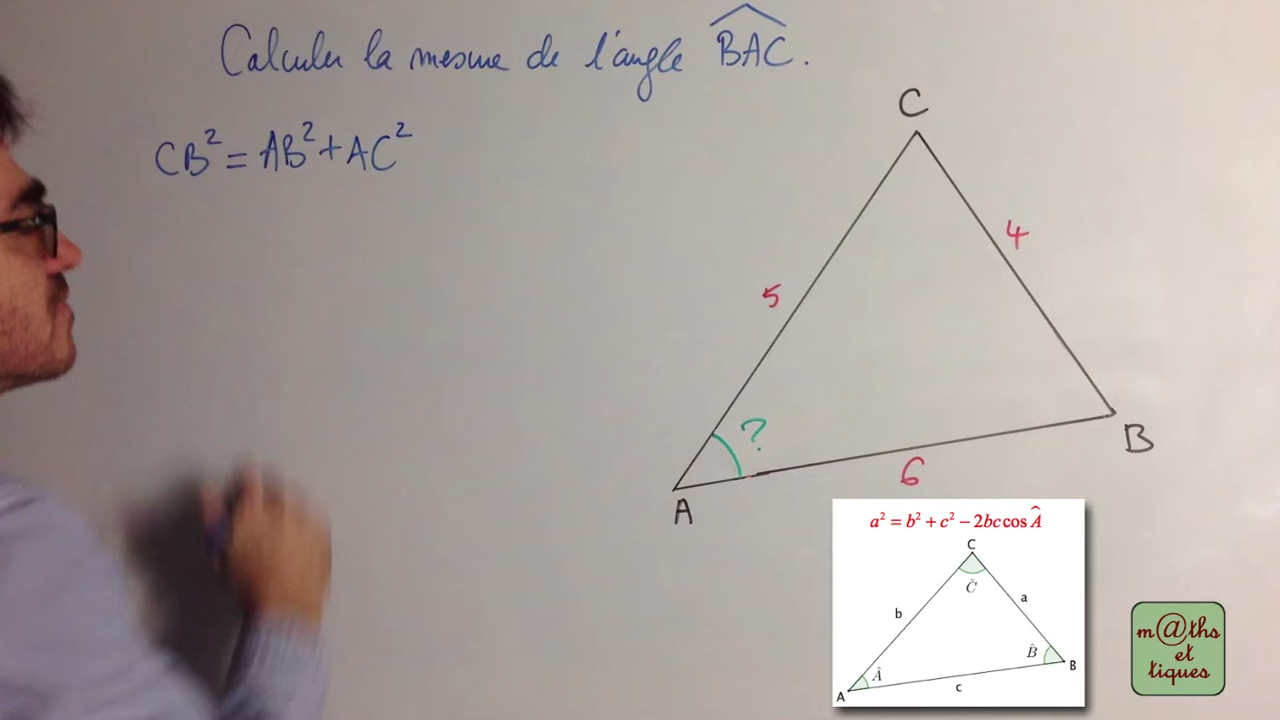 Calculer la mesure de l'angle BAC.
CB² = AB² + AC²
C
4
5
?
B
6
A
a² = b² + c² − 2bc cos Â
C
Ĉ
a
b
B̂
B
Â
c
A
m@ths
et
tiques